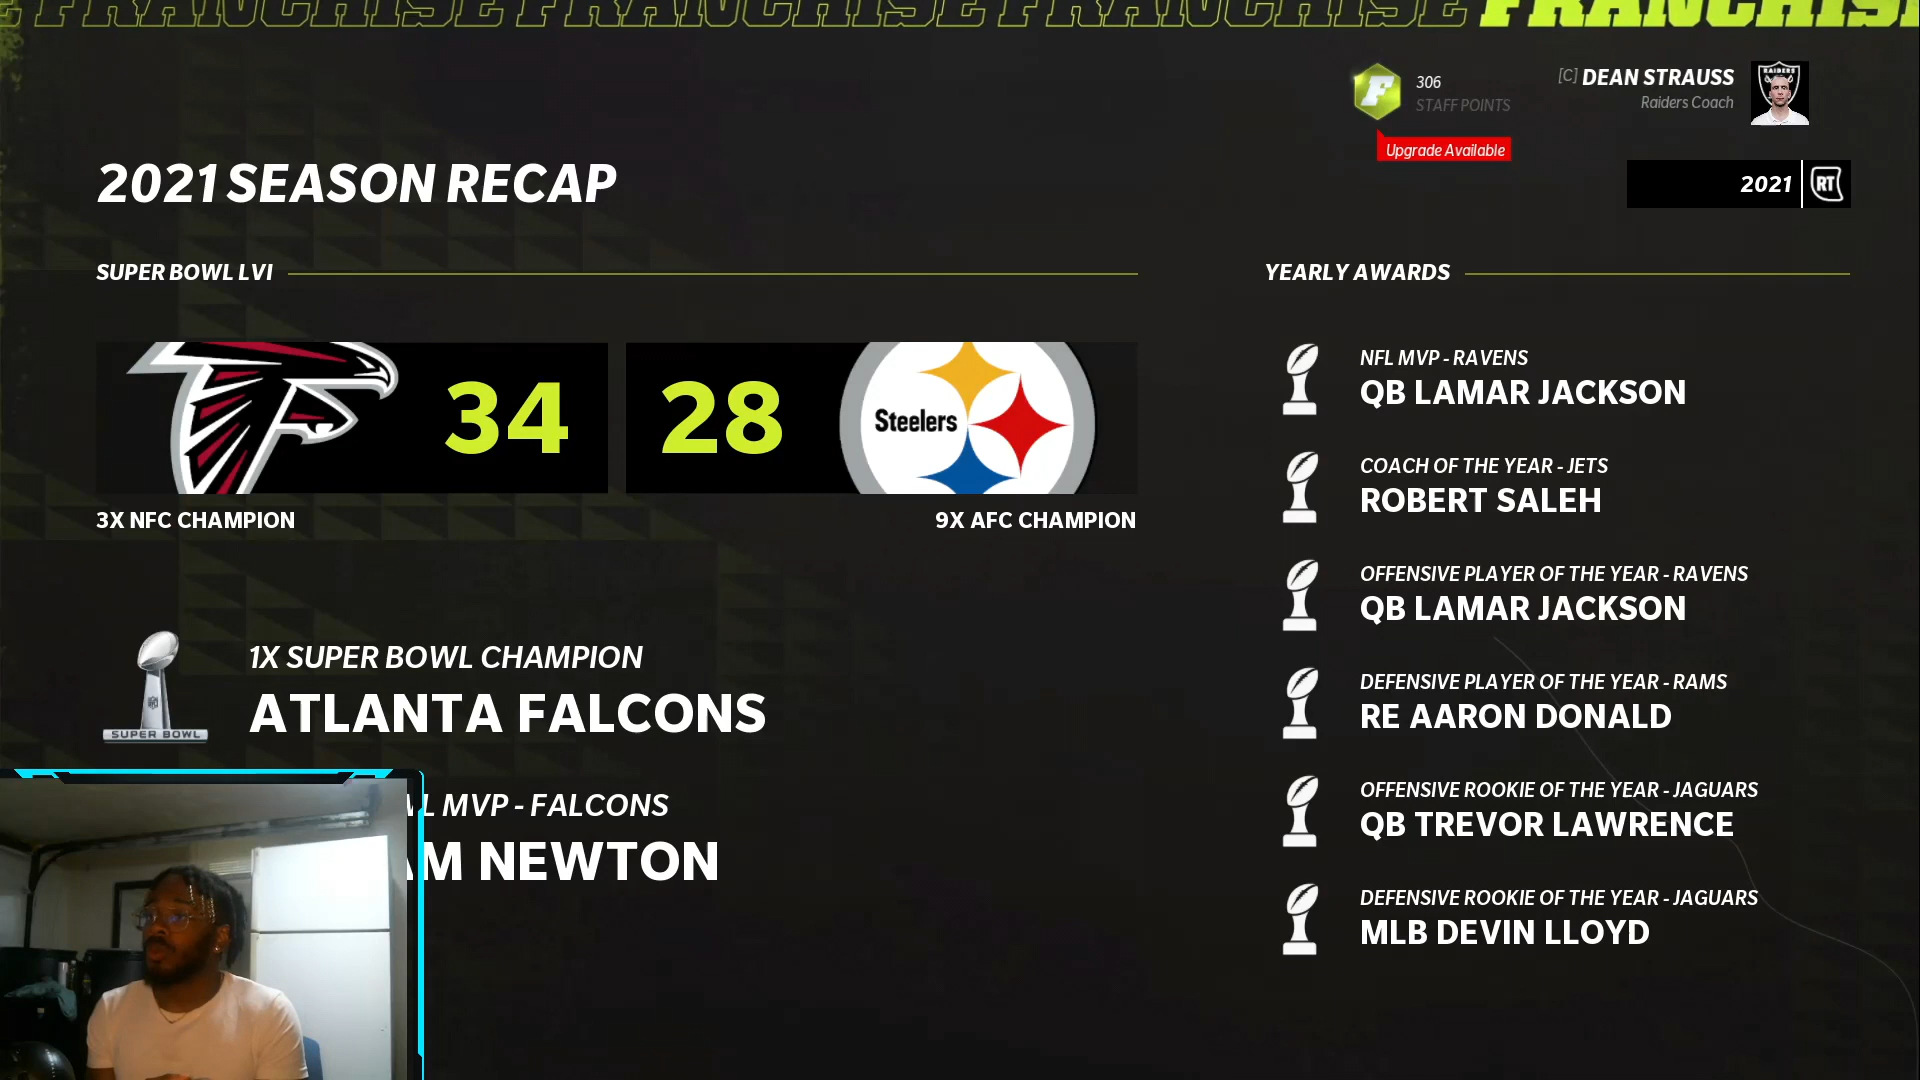 FRANCHISE FRANCHISE FRANCHISE FRANCHISE
306
STAFF POINTS
Upgrade Available
[C] DEAN STRAUSS
Raiders Coach
RAIDERS
2021 SEASON RECAP
2021
RT
SUPER BOWL LVI
34
28
Steelers
3X NFC CHAMPION
9X AFC CHAMPION
1X SUPER BOWL CHAMPION
ATLANTA FALCONS
SUPER BOWL
MVP - FALCONS
NEWTON
YEARLY AWARDS
NFL MVP - RAVENS
QB LAMAR JACKSON
COACH OF THE YEAR - JETS
ROBERT SALEH
OFFENSIVE PLAYER OF THE YEAR - RAVENS
QB LAMAR JACKSON
DEFENSIVE PLAYER OF THE YEAR - RAMS
RE AARON DONALD
OFFENSIVE ROOKIE OF THE YEAR - JAGUARS
QB TREVOR LAWRENCE
DEFENSIVE ROOKIE OF THE YEAR - JAGUARS
MLB DEVIN LLOYD